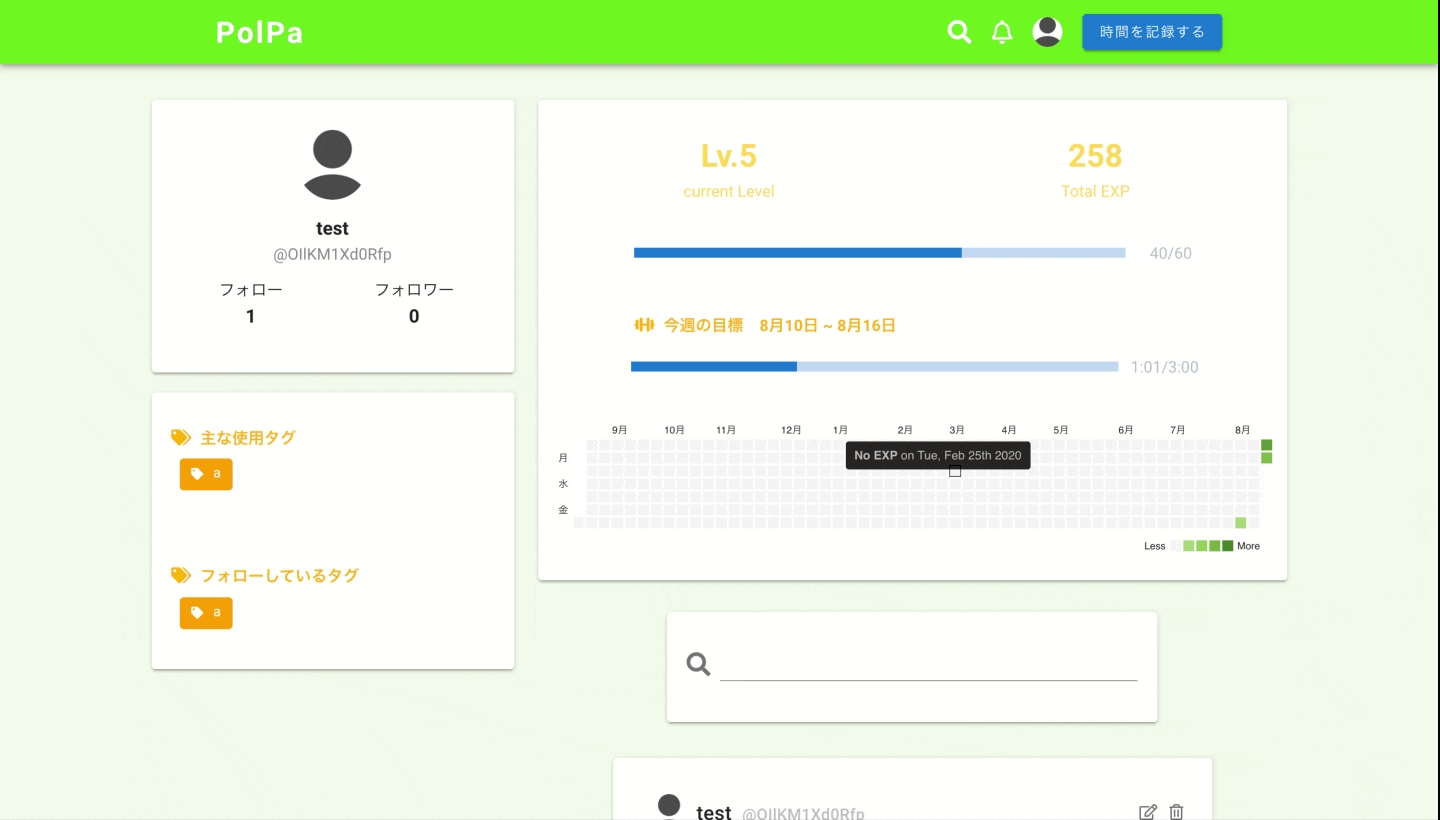 PolPa
時間を記録する
test
@OIlKM1Xd0Rfp
フォロー
フォロワー
1
0
主な使用タグ
a
フォローしているタグ
a
Lv.5
current Level
258
Total EXP
40/60
今週の目標　8月10日 ~ 8月16日
1:01/3:00
9月 10月 11月 12月 1月 2月 3月 4月 5月 6月 7月 8月
No EXP on Tue, Feb 25th 2020
月
水
金
Less More
test @OIlKM1Xd0Rfp